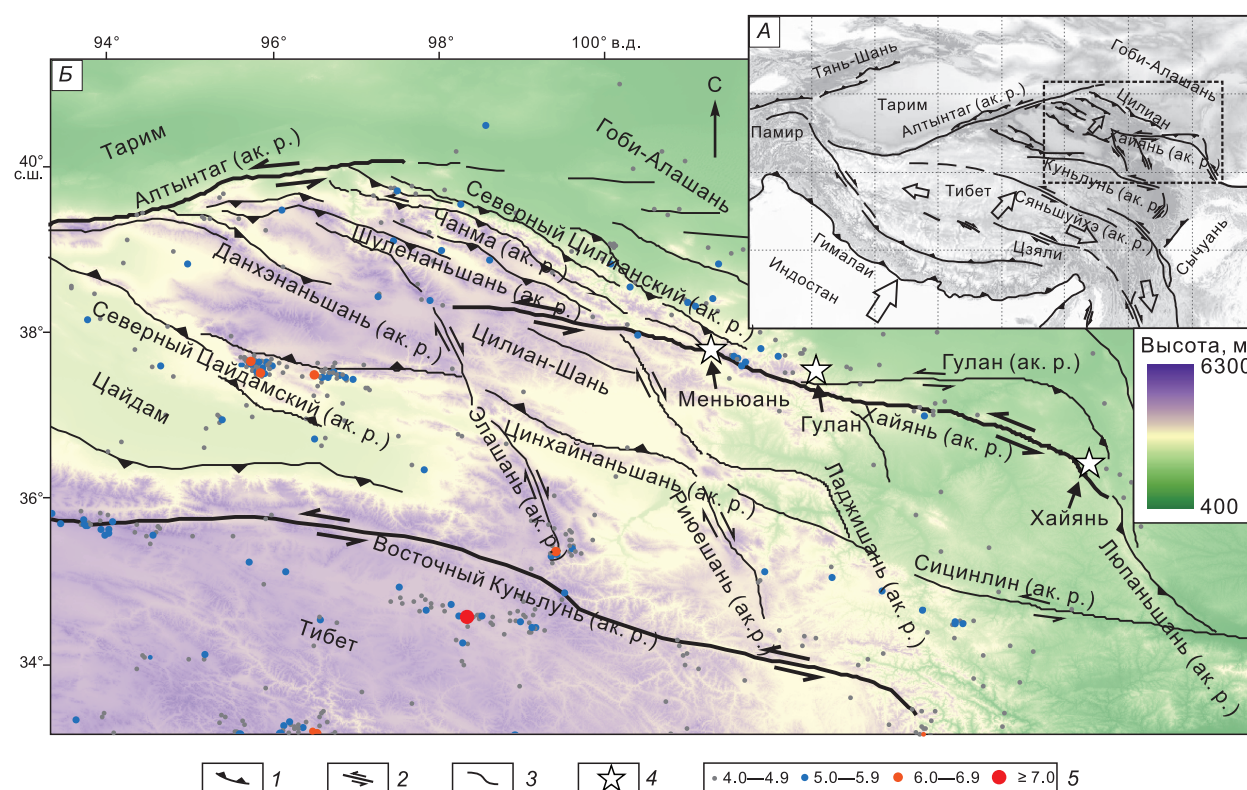 94°
96°
98°
100° в.д.
Б
40°
с.ш.
38°
36°
34°
С
Тарим
Алтынтаг (ак. р.)
Гоби-Алашань
Северный Цилианский (ак. р.)
Чанма (ак. р.)
Шуленаньшань (ак. р.)
Данхэнаньшань (ак. р.)
Северный Цайдамский (ак. р.)
Цайдам
Цилиан-Шань
Меньюань
Гулан
Гулан (ак. р.)
Хайянь (ак. р.)
Хайянь
Элашань (ак. р.)
Цинхайнаньшань (ак. р.)
Риюешань (ак. р.)
Ладжишань (ак. р.)
Сицинлин (ак. р.)
Люпаньшань (ак. р.)
Восточный Куньлунь (ак. р.)
Тибет
А
Тянь-Шань
Гоби-Алашань
Тарим
Алтынтаг (ак. р.)
Цилиан
Памир
Хайянь (ак. р.)
Куньлунь (ак. р.)
Тибет
Сяньшуйхэ (ак. р.)
Цзяли
Гималаи
Индостан
Сычуань
Высота, м
6300
400
1
2
3
4
4.0—4.9
5.0—5.9
6.0—6.9
≥ 7.0
5